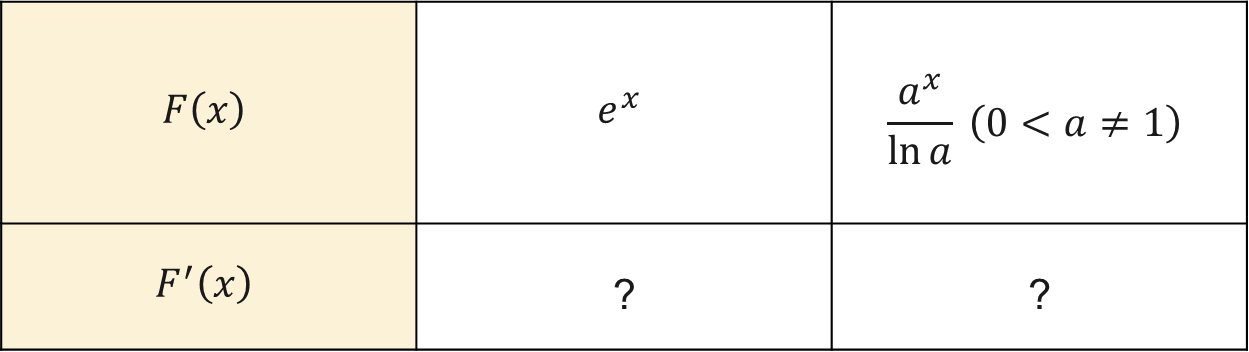 F(x) e^x a^x / ln a (0 < a ≠ 1)
F′(x) ? ?